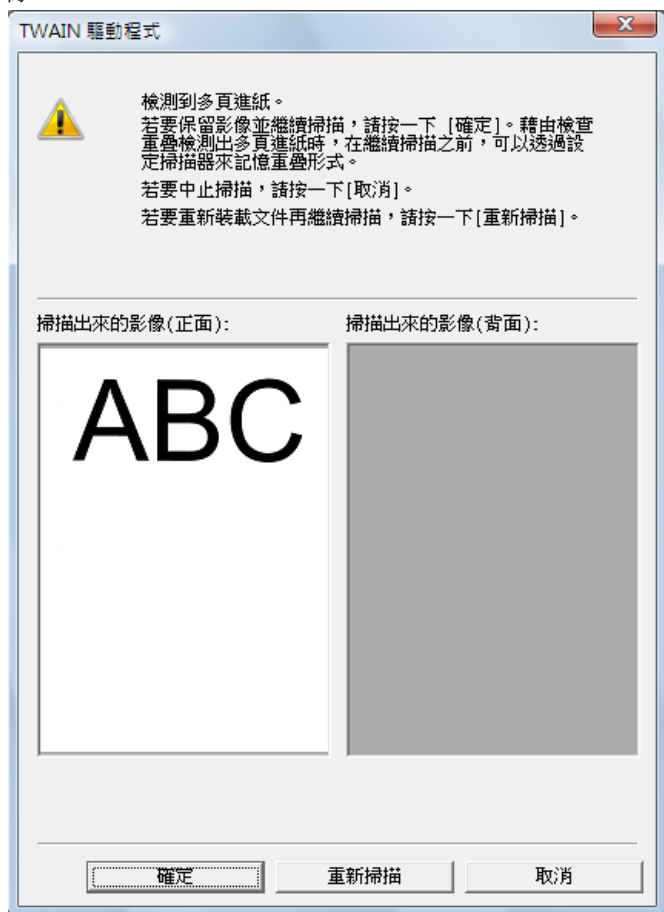 TWAIN 驅動程式
檢測到多頁進紙。
若要保留影像並繼續掃描，請按一下 [確定]。藉由檢查
重疊檢測出多頁進紙時，在繼續掃描之前，可以透過設
定掃描器來記憶重疊形式。
若要中止掃描，請按一下[取消]。
若要重新裝載文件再繼續掃描，請按一下[重新掃描]。
掃描出來的影像(正面):
掃描出來的影像(背面):
ABC
確定
重新掃描
取消